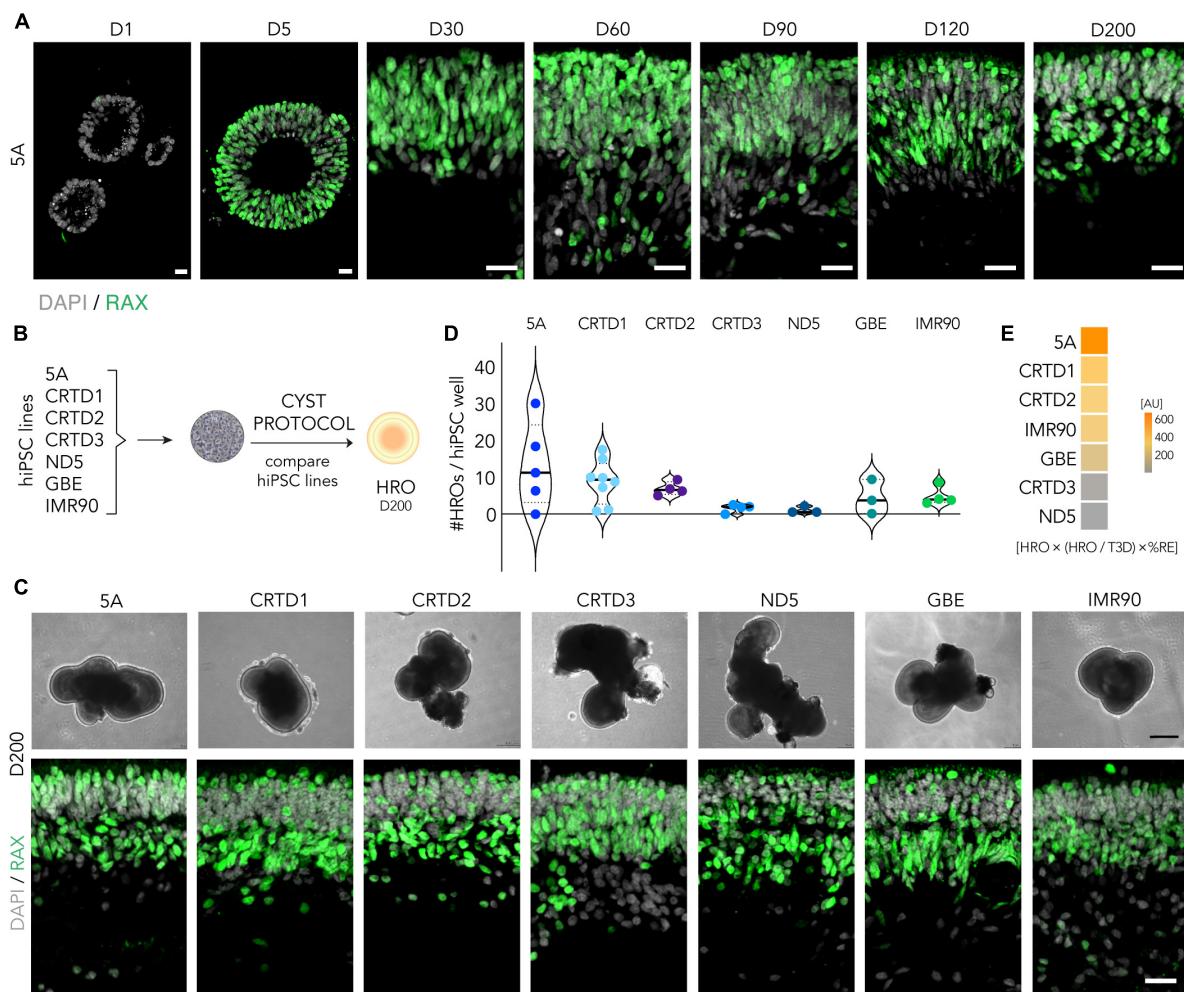 A
D1 D5 D30 D60 D90 D120 D200
5A
DAPI / RAX
B
hiPSC lines
5A
CRTD1
CRTD2
CRTD3
ND5
GBE
IMR90
CYST
PROTOCOL
compare
hiPSC lines
HRO
D200
D
5A CRTD1 CRTD2 CRTD3 ND5 GBE IMR90
#HROs / hiPSC well
40
30
20
10
0
E
5A
CRTD1
CRTD2
IMR90
GBE
CRTD3
ND5
[AU]
600
200
[HRO × (HRO / T3D) × %RE]
C
5A CRTD1 CRTD2 CRTD3 ND5 GBE IMR90
D200
DAPI / RAX